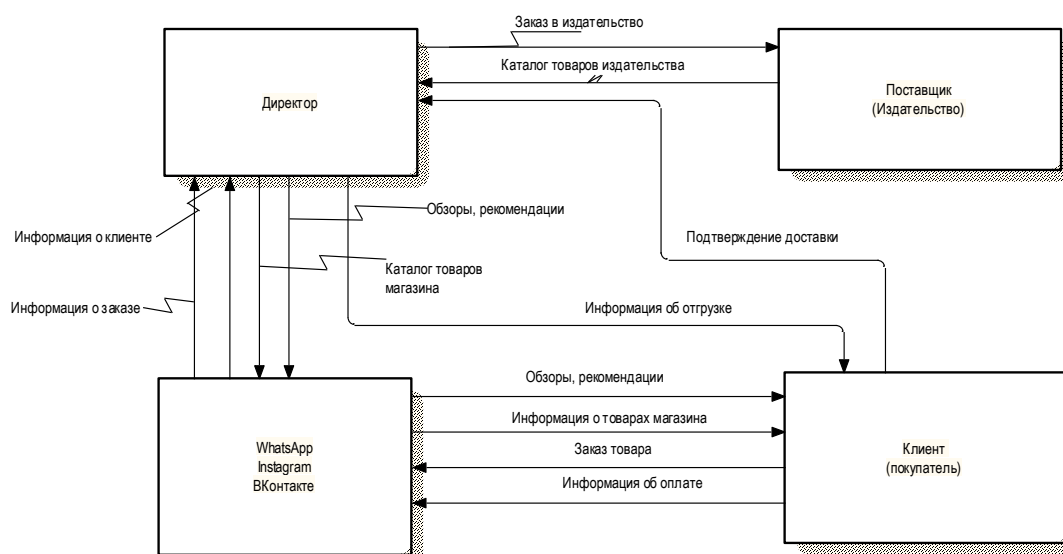 Заказ в издательство
Каталог товаров издательства
Директор
Поставщик
(Издательство)
Обзоры, рекомендации
Информация о клиенте
Подтверждение доставки
Каталог товаров
магазина
Информация о заказе
Информация об отгрузке
Обзоры, рекомендации
Информация о товарах магазина
WhatsApp
Instagram
ВКонтакте
Заказ товара
Клиент
(покупатель)
Информация об оплате